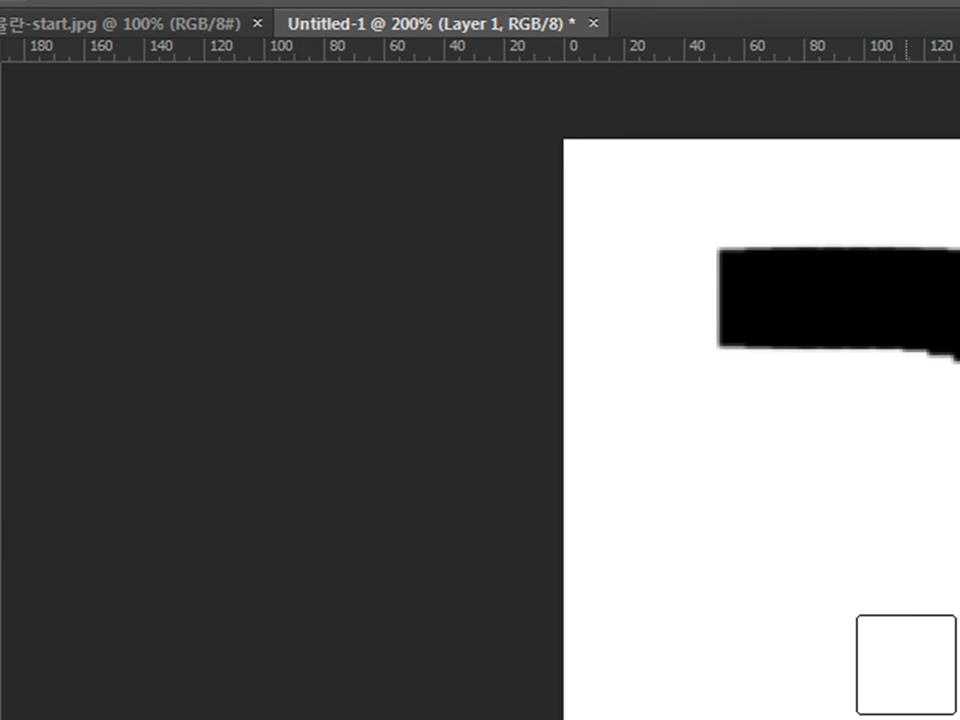 란-start.jpg @ 100% (RGB/8#) ×
Untitled-1 @ 200% (Layer 1, RGB/8) * ×
180 160 140 120 100 80 60 40 20 0 20 40 60 80 100 120